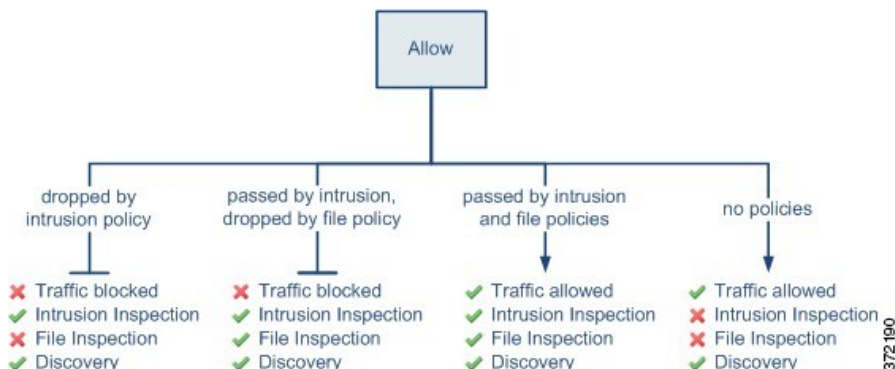 Allow
dropped by
intrusion policy
passed by intrusion,
dropped by file policy
passed by intrusion
and file policies
no policies
Traffic blocked
Intrusion Inspection
File Inspection
Discovery
Traffic blocked
Intrusion Inspection
File Inspection
Discovery
Traffic allowed
Intrusion Inspection
File Inspection
Discovery
Traffic allowed
Intrusion Inspection
File Inspection
Discovery
372190